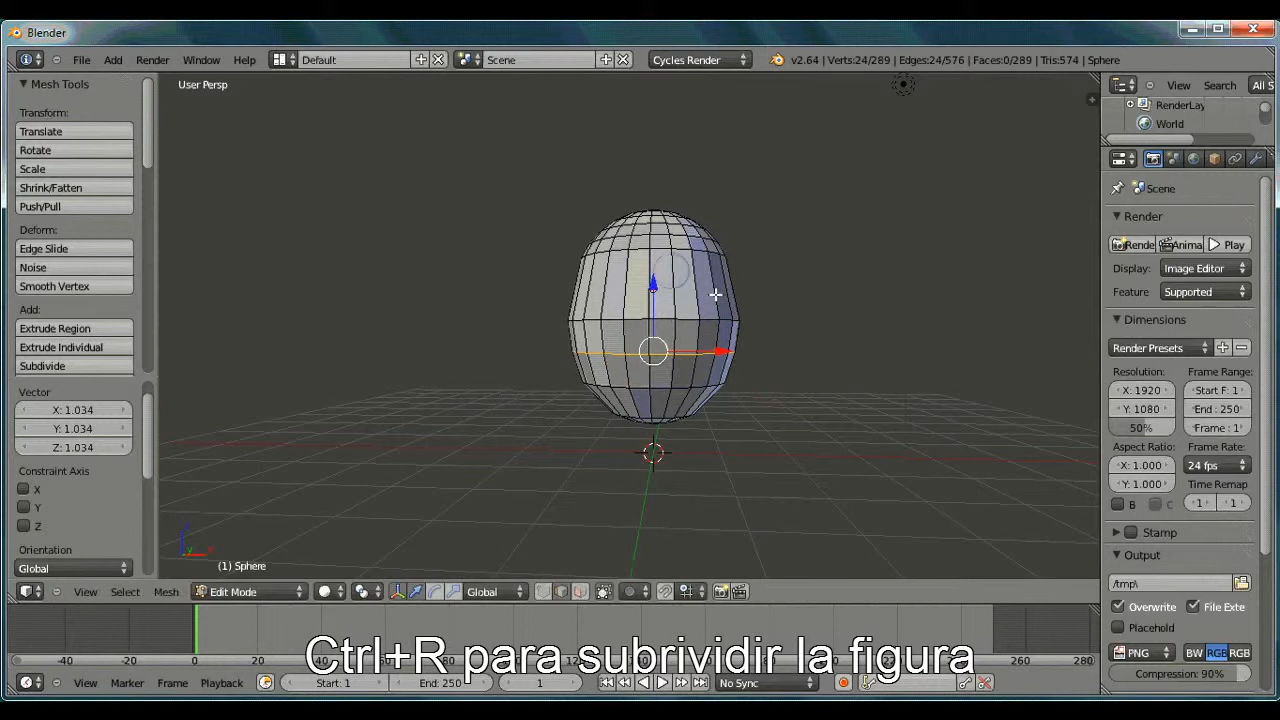 Blender
File Add Render Window Help Default Scene Cycles Render v2.64 | Verts:24/289 | Edges:24/576 | Faces:0/289 | Tris:574 | Sphere
Mesh Tools
Transform:
Translate
Rotate
Scale
Shrink/Fatten
Push/Pull
Deform:
Edge Slide
Noise
Smooth Vertex
Add:
Extrude Region
Extrude Individual
Subdivide
Vector
X: 1.034
Y: 1.034
Z: 1.034
Constraint Axis
X
Y
Z
Orientation
Global
User Persp
(1) Sphere
View Select Mesh Edit Mode Global
View Search All S
RenderLay
World
Scene
Render
Rende Anima Play
Display: Image Editor
Feature Supported
Dimensions
Render Presets
Resolution: Frame Range:
X: 1920 Start F: 1
Y: 1080 End : 250
50% Frame : 1
Aspect Ratio: Frame Rate:
X: 1.000 24 fps
Y: 1.000 Time Remap
B C 1 1
Stamp
Output
/tmp\
Overwrite File Exte
Placehold
PNG BW RGB RGB
Compression: 90%
-40 -20 0 260 280
Ctrl+R para subrividir la figura
View Marker Frame Playback Start: 1 End: 250 1 No Sync